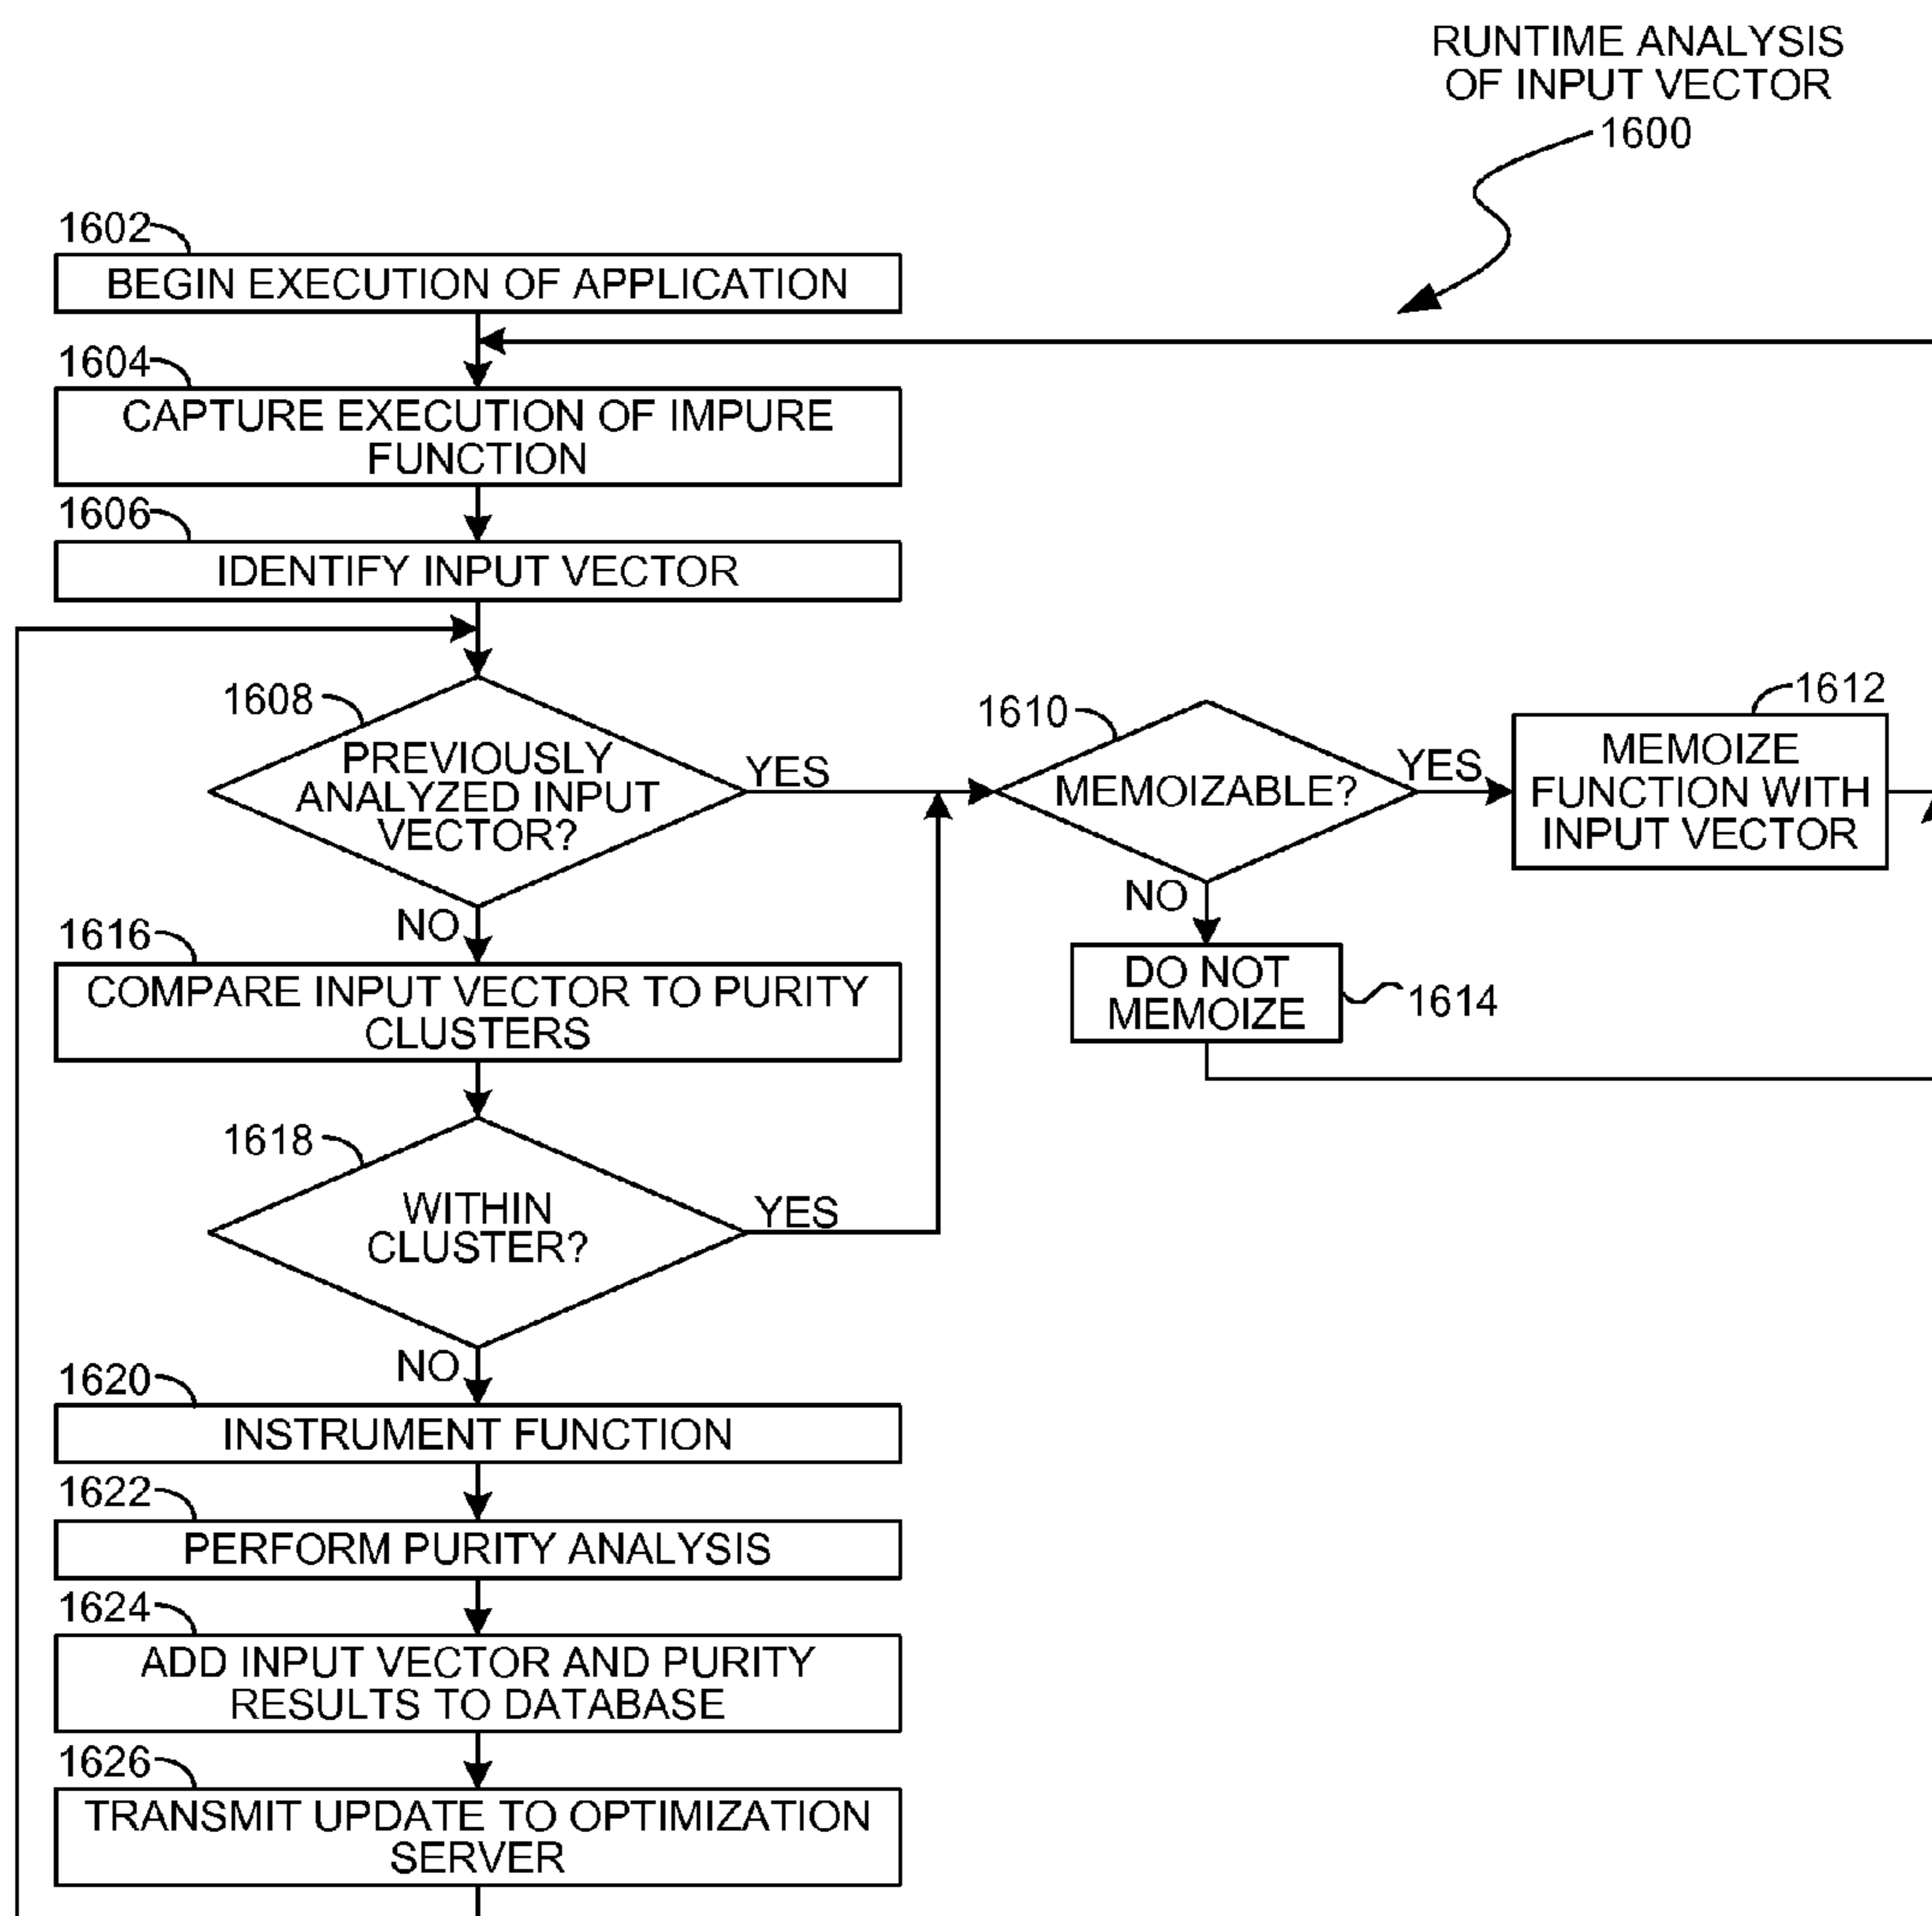 RUNTIME ANALYSIS
OF INPUT VECTOR
1600
1602
BEGIN EXECUTION OF APPLICATION
1604
CAPTURE EXECUTION OF IMPURE
FUNCTION
1606
IDENTIFY INPUT VECTOR
1608
PREVIOUSLY
ANALYZED INPUT
VECTOR?
YES
NO
1610
MEMOIZABLE?
YES
NO
1612
MEMOIZE
FUNCTION WITH
INPUT VECTOR
DO NOT
MEMOIZE
1614
1616
COMPARE INPUT VECTOR TO PURITY
CLUSTERS
1618
WITHIN
CLUSTER?
YES
NO
1620
INSTRUMENT FUNCTION
1622
PERFORM PURITY ANALYSIS
1624
ADD INPUT VECTOR AND PURITY
RESULTS TO DATABASE
1626
TRANSMIT UPDATE TO OPTIMIZATION
SERVER